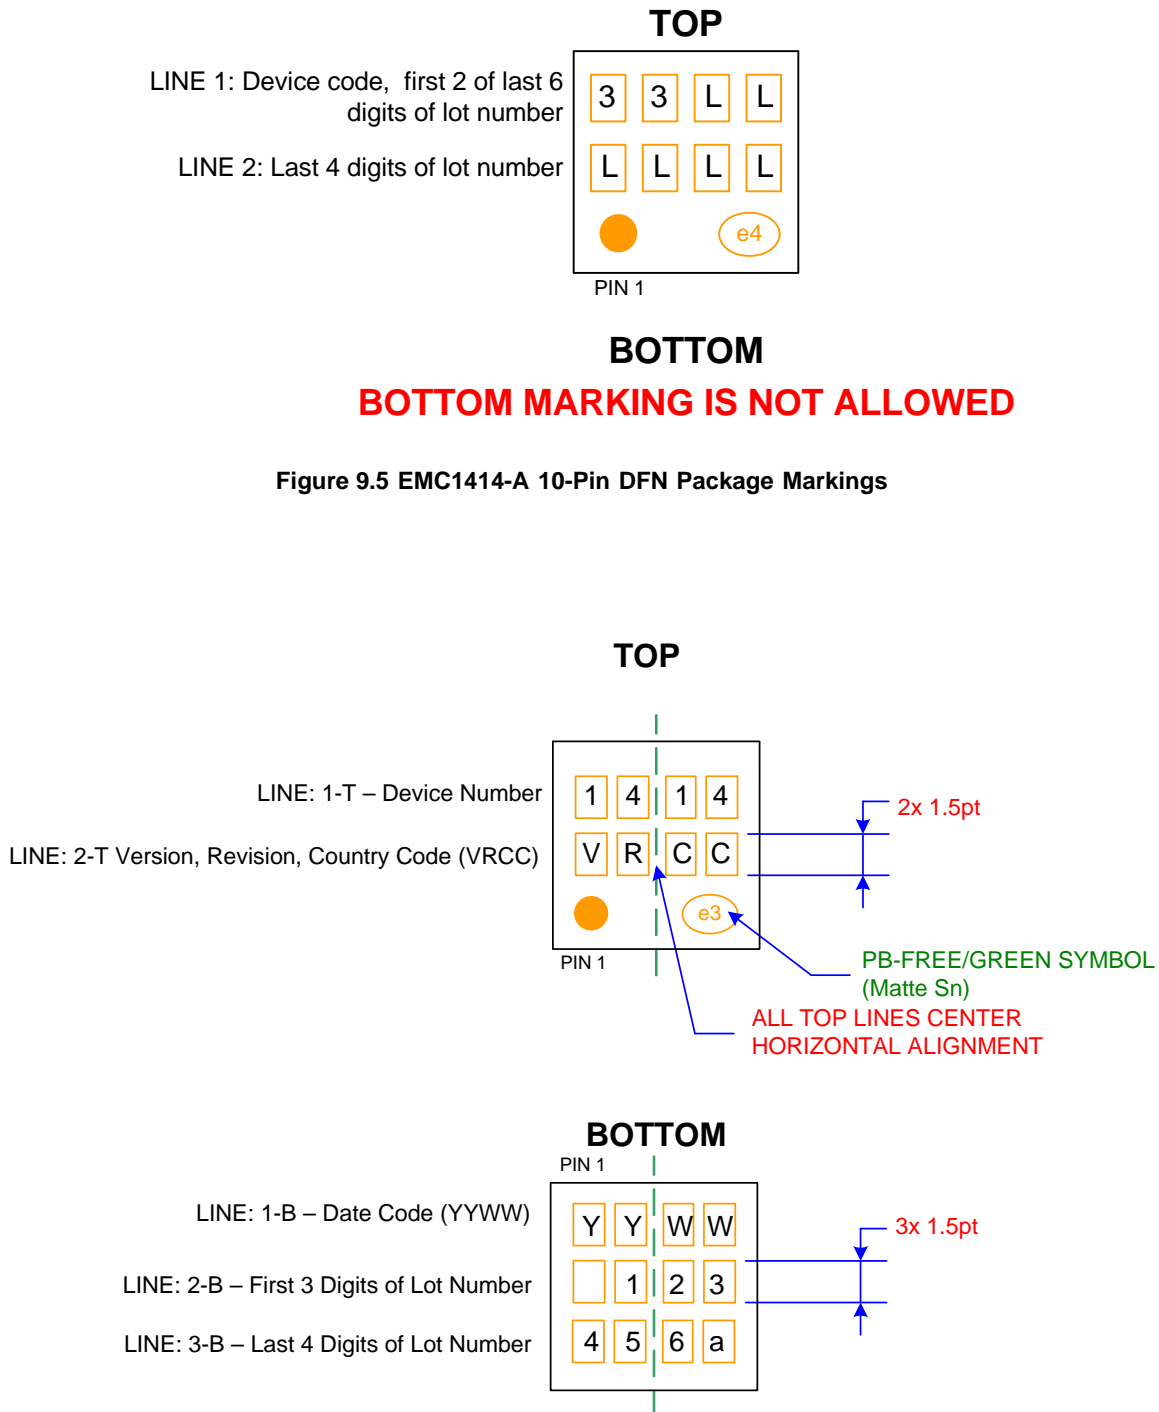 TOP
LINE 1: Device code, first 2 of last 6
digits of lot number
3 3 L L
LINE 2: Last 4 digits of lot number
L L L L
e4
PIN 1
BOTTOM
BOTTOM MARKING IS NOT ALLOWED
Figure 9.5 EMC1414-A 10-Pin DFN Package Markings
TOP
LINE: 1-T – Device Number
1 4 1 4
2x 1.5pt
LINE: 2-T Version, Revision, Country Code (VRCC)
V R C C
e3
PIN 1
PB-FREE/GREEN SYMBOL
(Matte Sn)
ALL TOP LINES CENTER
HORIZONTAL ALIGNMENT
BOTTOM
PIN 1
LINE: 1-B – Date Code (YYWW)
Y Y W W
3x 1.5pt
LINE: 2-B – First 3 Digits of Lot Number
1 2 3
LINE: 3-B – Last 4 Digits of Lot Number
4 5 6 a